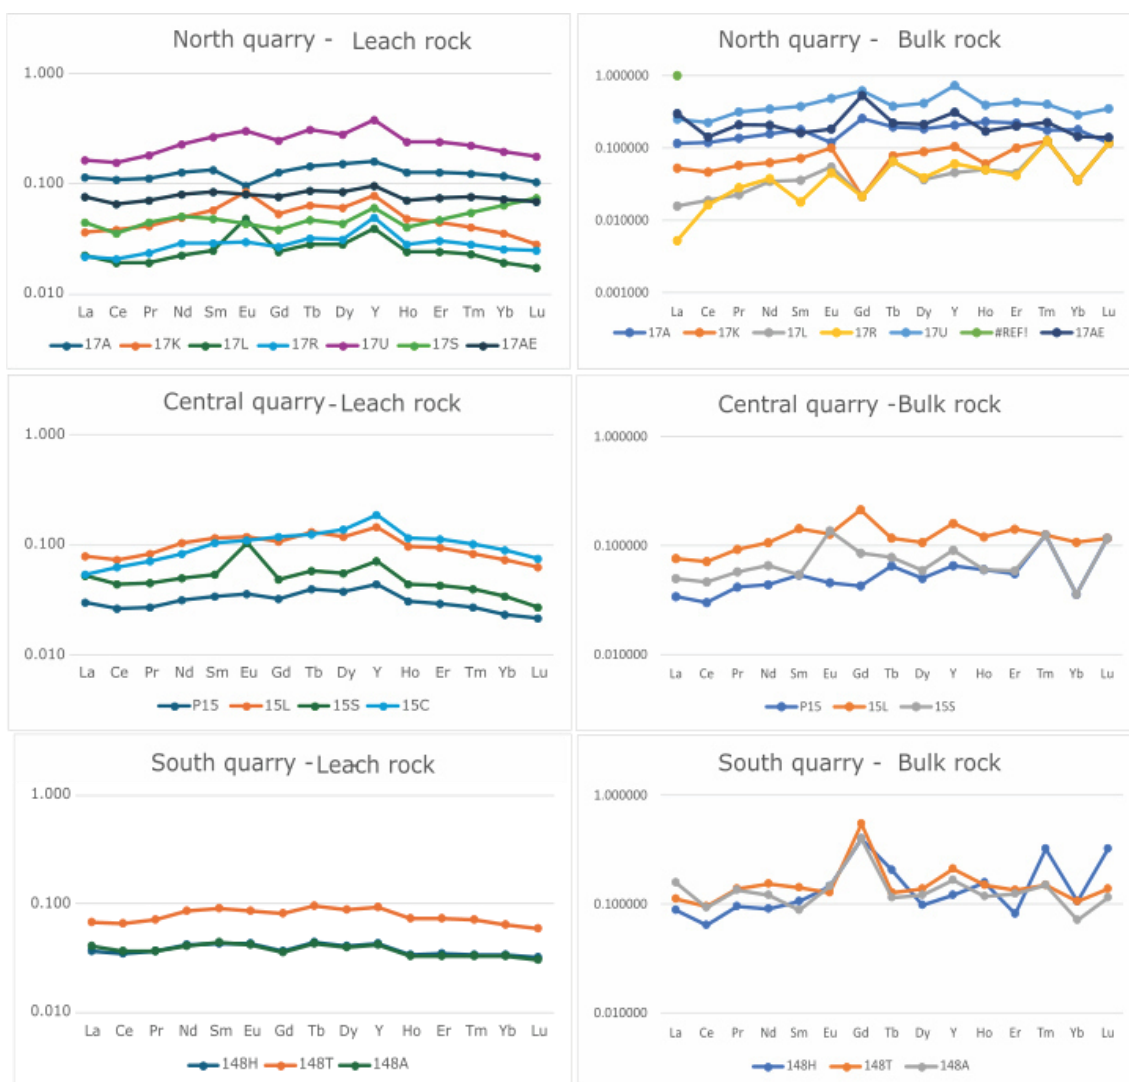 North quarry - Leach rock
1.000
0.100
0.010
La Ce Pr Nd Sm Eu Gd Tb Dy Y Ho Er Tm Yb Lu
17A 17K 17L 17R 17U 17S 17AE
North quarry - Bulk rock
1.000000
0.100000
0.010000
0.001000
La Ce Pr Nd Sm Eu Gd Tb Dy Y Ho Er Tm Yb Lu
17A 17K 17L 17R 17U #REF! 17AE
Central quarry - Leach rock
1.000
0.100
0.010
La Ce Pr Nd Sm Eu Gd Tb Dy Y Ho Er Tm Yb Lu
P15 15L 15S 15C
Central quarry - Bulk rock
1.000000
0.100000
0.010000
La Ce Pr Nd Sm Eu Gd Tb Dy Y Ho Er Tm Yb Lu
P15 15L 15S
South quarry - Leach rock
1.000
0.100
0.010
La Ce Pr Nd Sm Eu Gd Tb Dy Y Ho Er Tm Yb Lu
148H 148T 148A
South quarry - Bulk rock
1.000000
0.100000
0.010000
La Ce Pr Nd Sm Eu Gd Tb Dy Y Ho Er Tm Yb Lu
148H 148T 148A